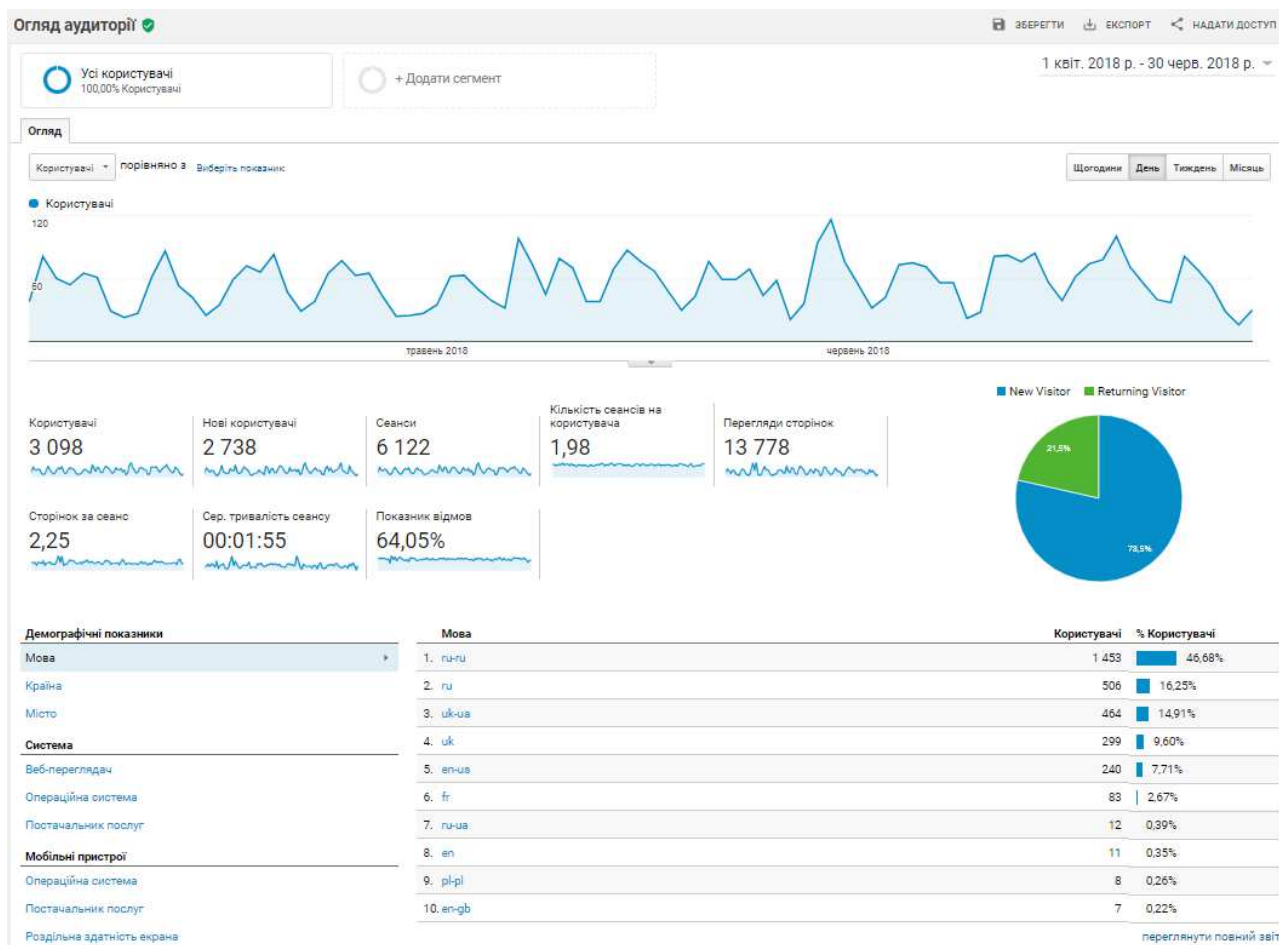 Огляд аудиторії
ЗБЕРЕГТИ ЕКСПОРТ НАДАТИ ДОСТУП
Усі користувачі
100,00% Користувачі
+ Додати сегмент
1 квіт. 2018 р. - 30 черв. 2018 р.
Огляд
Користувачі порівняно з Виберіть показник
Щогодини День Тиждень Місяць
Користувачі
120
60
травень 2018 червень 2018
New Visitor Returning Visitor
21,5%
78,5%
Користувачі
3 098
Нові користувачі
2 738
Сеанси
6 122
Кількість сеансів на
користувача
1,98
Перегляди сторінок
13 778
Сторінок за сеанс
2,25
Сер. тривалість сеансу
00:01:55
Показник відмов
64,05%
Демографічні показники
Мова
Країна
Місто
Система
Веб-переглядач
Операційна система
Постачальник послуг
Мобільні пристрої
Операційна система
Постачальник послуг
Роздільна здатність екрана
Мова Користувачі % Користувачі
1. ru-ru 1 453 46,68%
2. ru 506 16,25%
3. uk-ua 464 14,91%
4. uk 299 9,60%
5. en-us 240 7,71%
6. fr 83 2,67%
7. ru-ua 12 0,39%
8. en 11 0,35%
9. pl-pl 8 0,26%
10. en-gb 7 0,22%
переглянути повний звіт